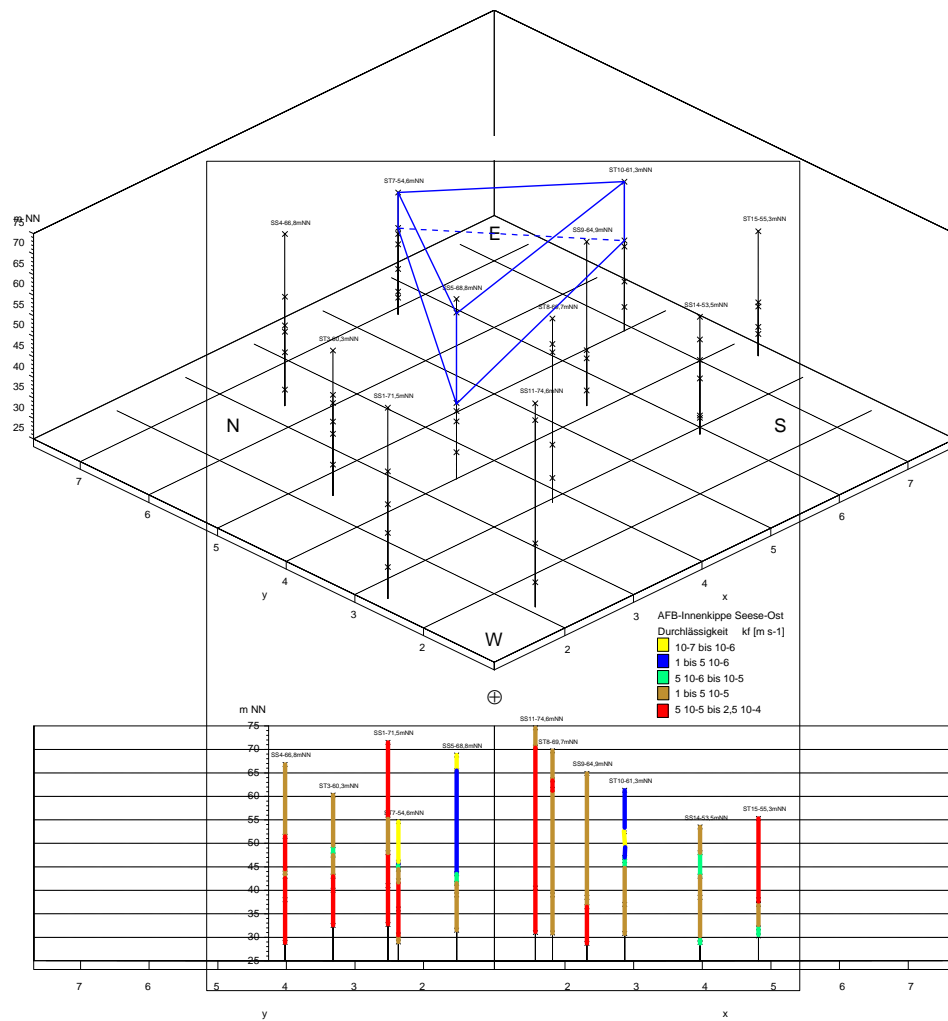 ST7-54,6mNN
ST10-61,3mNN
SS4-66,8mNN
ST15-55,3mNN
SS9-64,9mNN
E
m NN
75
70
65
60
55
50
45
40
35
30
25
SS5-68,8mNN
ST8-69,7mNN
SS14-53,5mNN
ST3-60,3mNN
SS1-71,5mNN
SS11-74,6mNN
N
S
7
7
6
6
5
5
4
4
y
x
3
3
2
2
W
AFB-Innenkippe Seese-Ost
Durchlässigkeit kf [m s-1]
10-7 bis 10-6
1 bis 5 10-6
5 10-6 bis 10-5
1 bis 5 10-5
5 10-5 bis 2,5 10-4
m NN
75
70
65
60
55
50
45
40
35
30
25
SS11-74,6mNN
SS1-71,5mNN
SS4-66,8mNN
SS5-68,8mNN
ST8-69,7mNN
SS9-64,9mNN
ST3-60,3mNN
ST7-54,6mNN
ST10-61,3mNN
SS14-53,5mNN
ST15-55,3mNN
7 6 5 4 3 2 2 3 4 5 6 7
y x